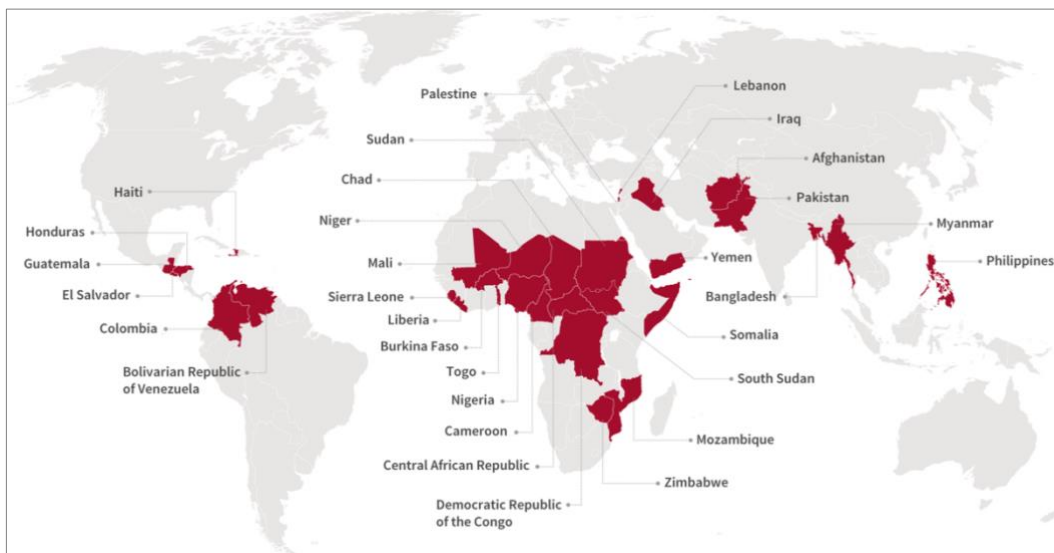 Lebanon
Palestine
Iraq
Sudan
Afghanistan
Chad
Haiti
Pakistan
Niger
Myanmar
Honduras
Yemen
Guatemala
Mali
Philippines
El Salvador
Sierra Leone
Bangladesh
Liberia
Colombia
Somalia
Burkina Faso
Bolivarian Republic
of Venezuela
Togo
South Sudan
Nigeria
Cameroon
Mozambique
Central African Republic
Zimbabwe
Democratic Republic
of the Congo